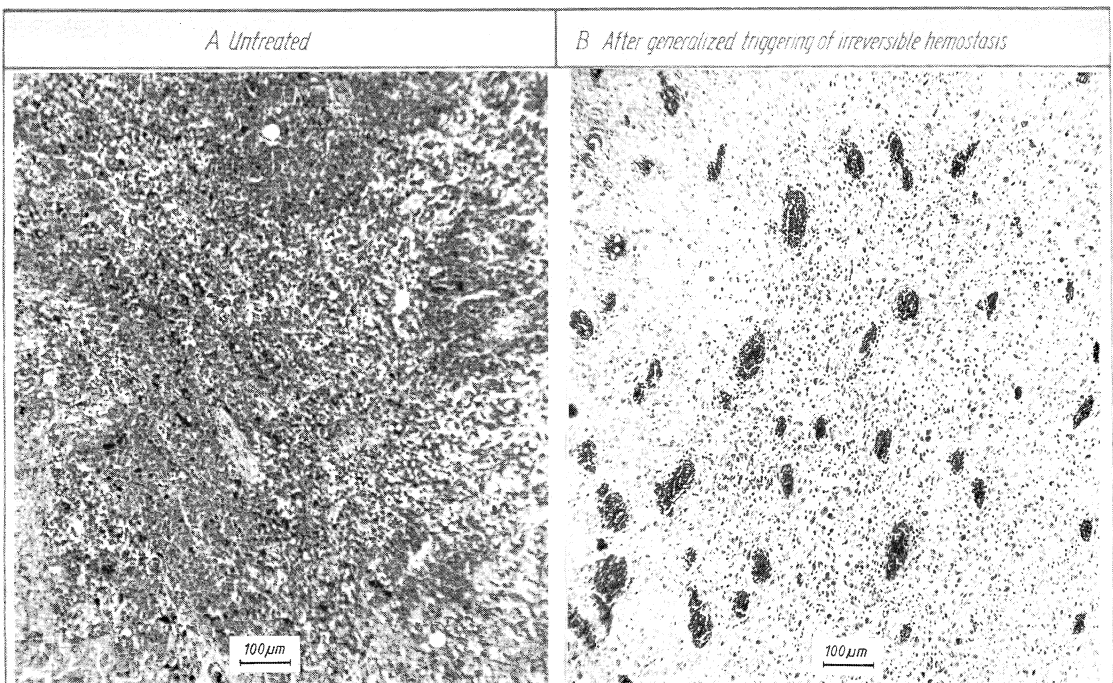 A Untreated
B After generalized triggering of irreversible hemostasis
100 µm
100 µm